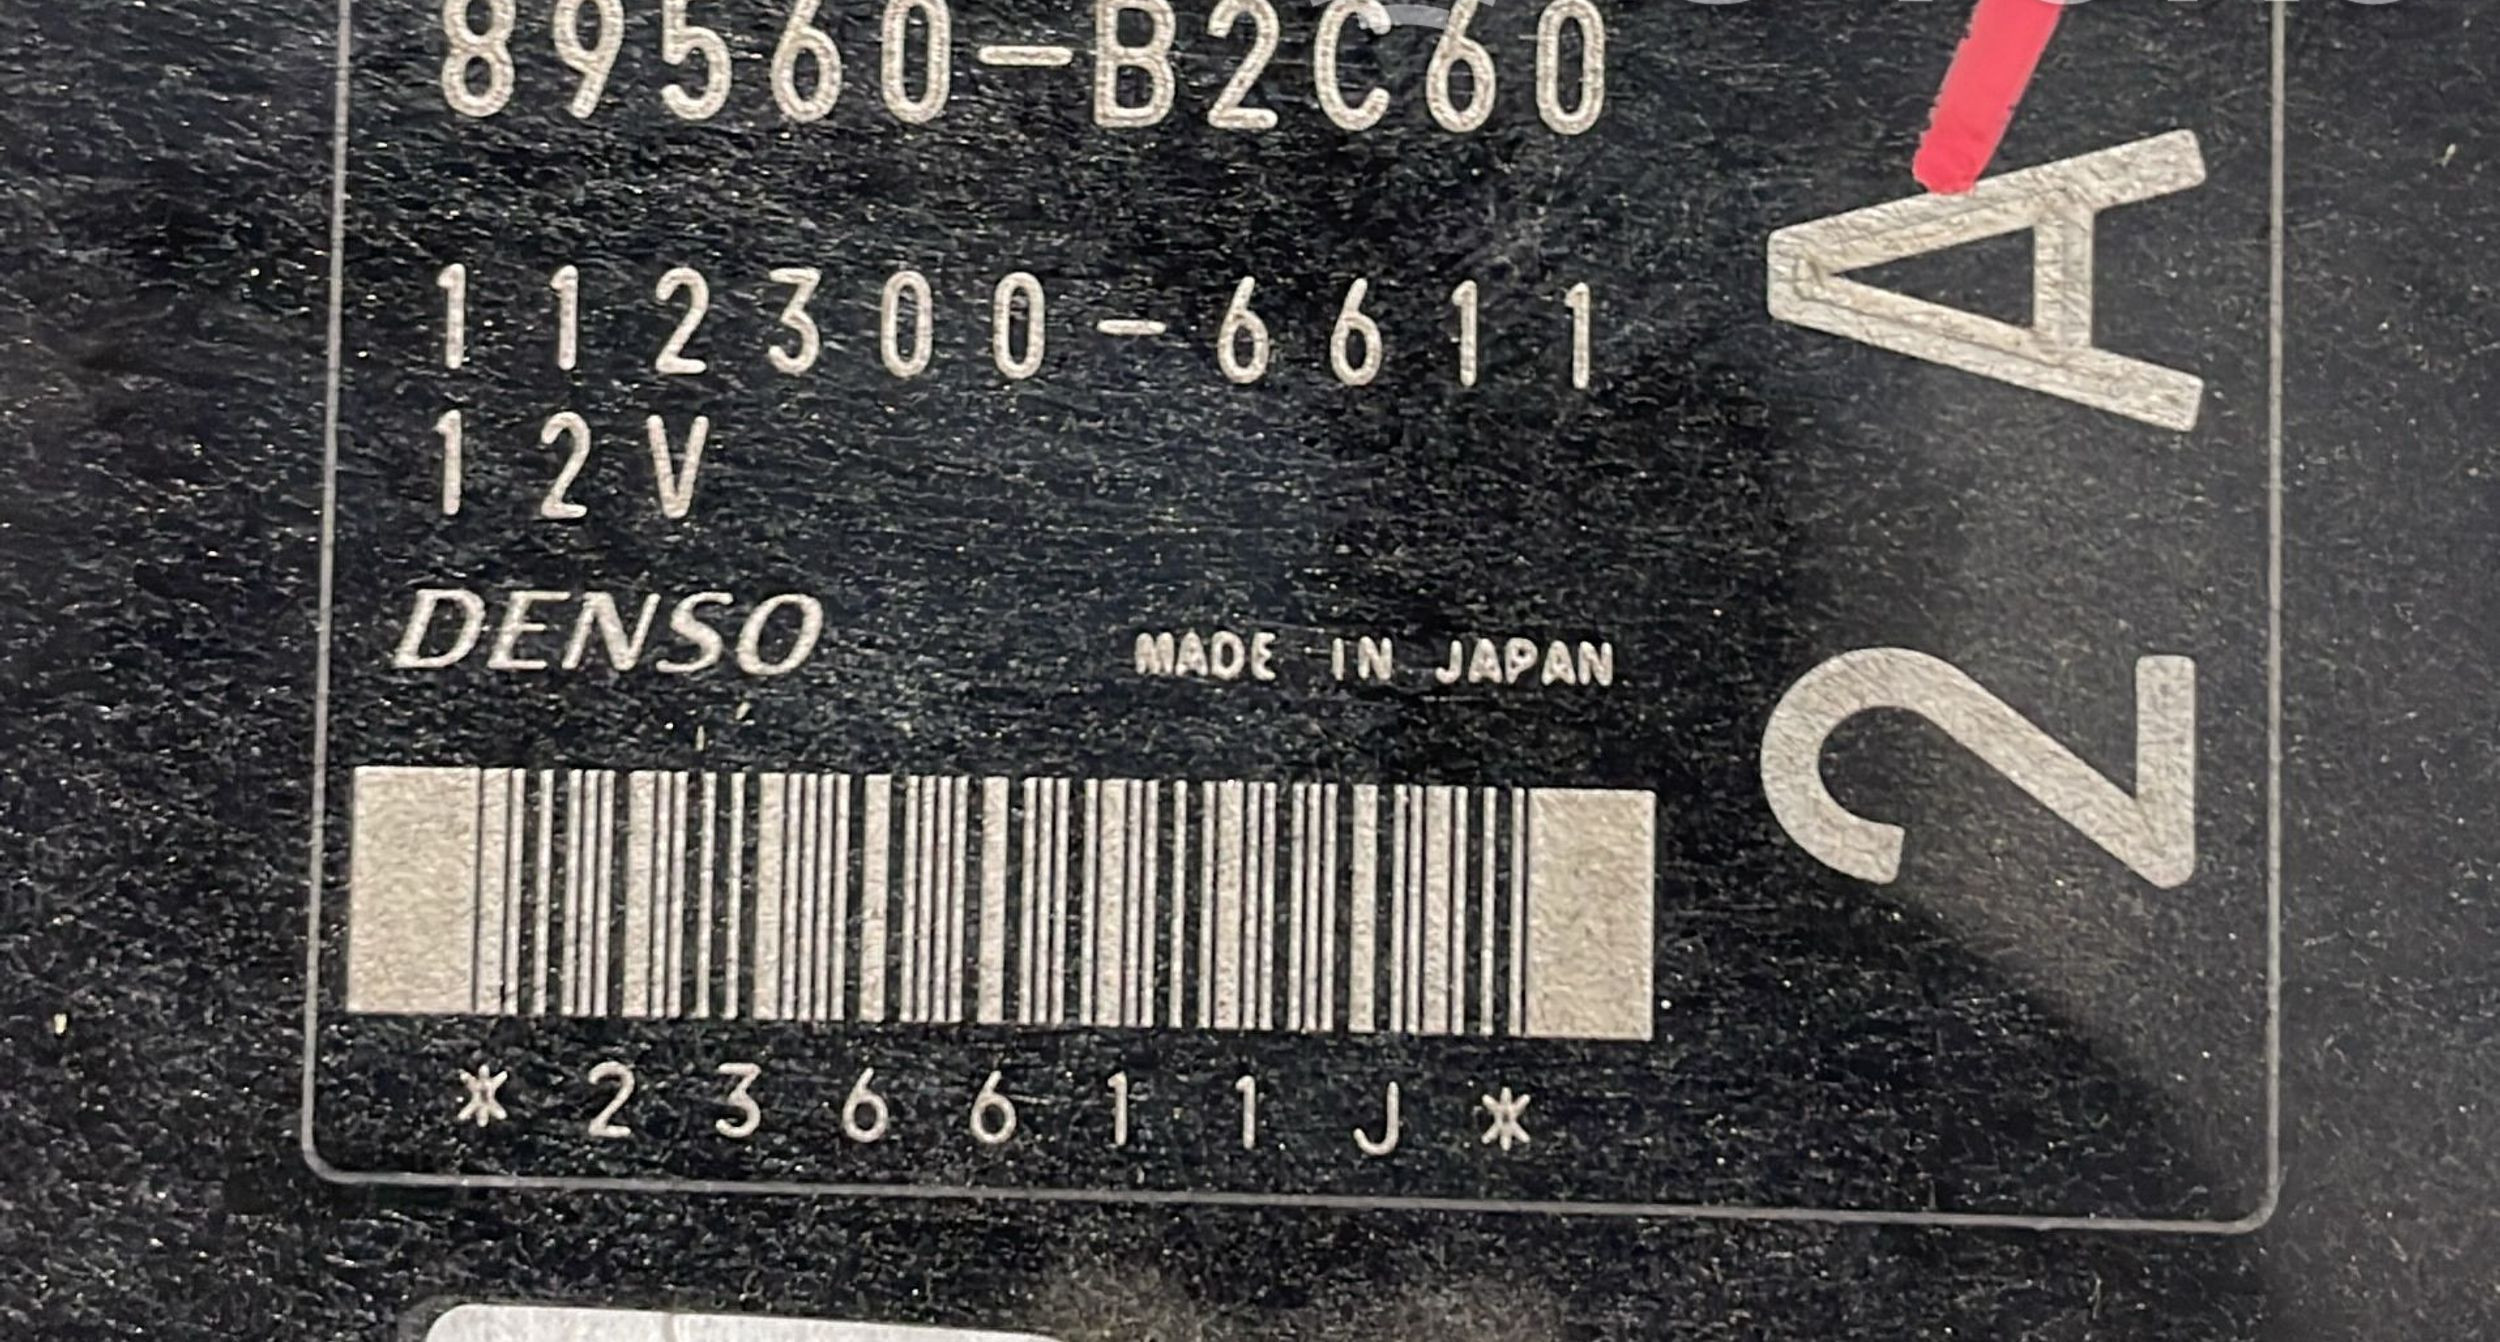 89560-B2C60
112300-6611
12V
DENSO MADE IN JAPAN
*236611J*
2A